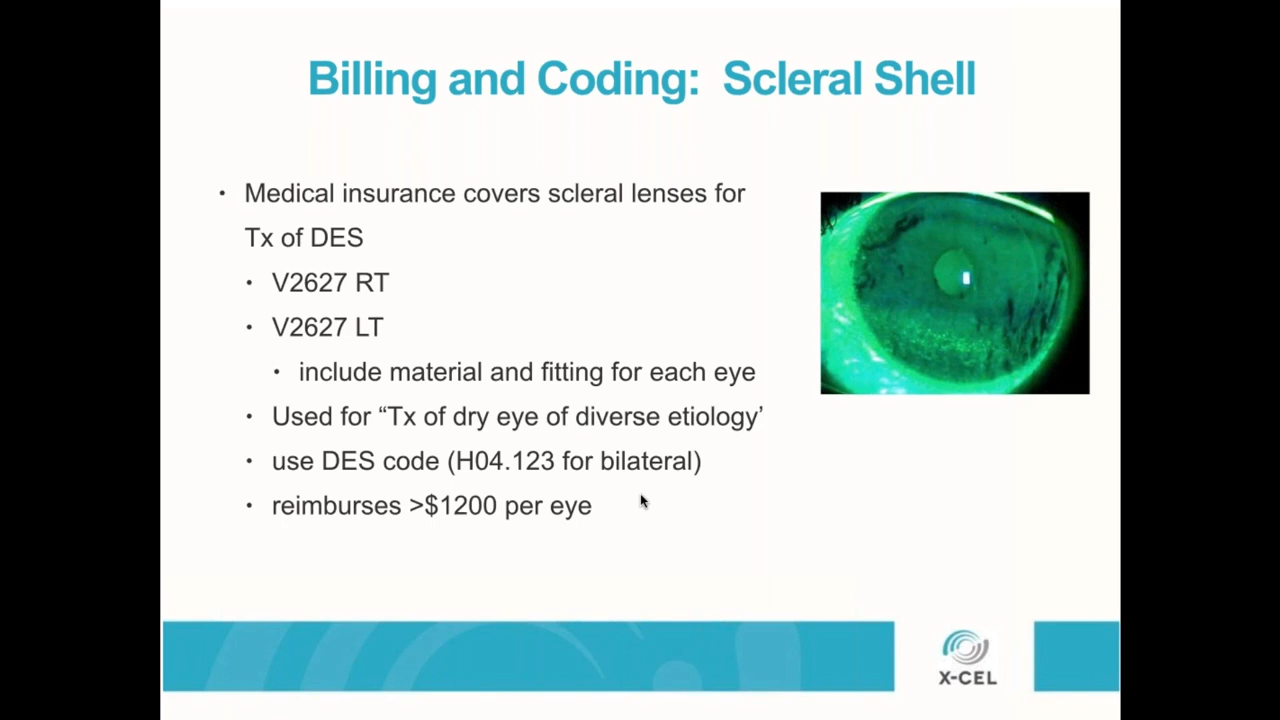 Billing and Coding: Scleral Shell
• Medical insurance covers scleral lenses for
Tx of DES
• V2627 RT
• V2627 LT
• include material and fitting for each eye
• Used for “Tx of dry eye of diverse etiology’
• use DES code (H04.123 for bilateral)
• reimburses >$1200 per eye
X-CEL